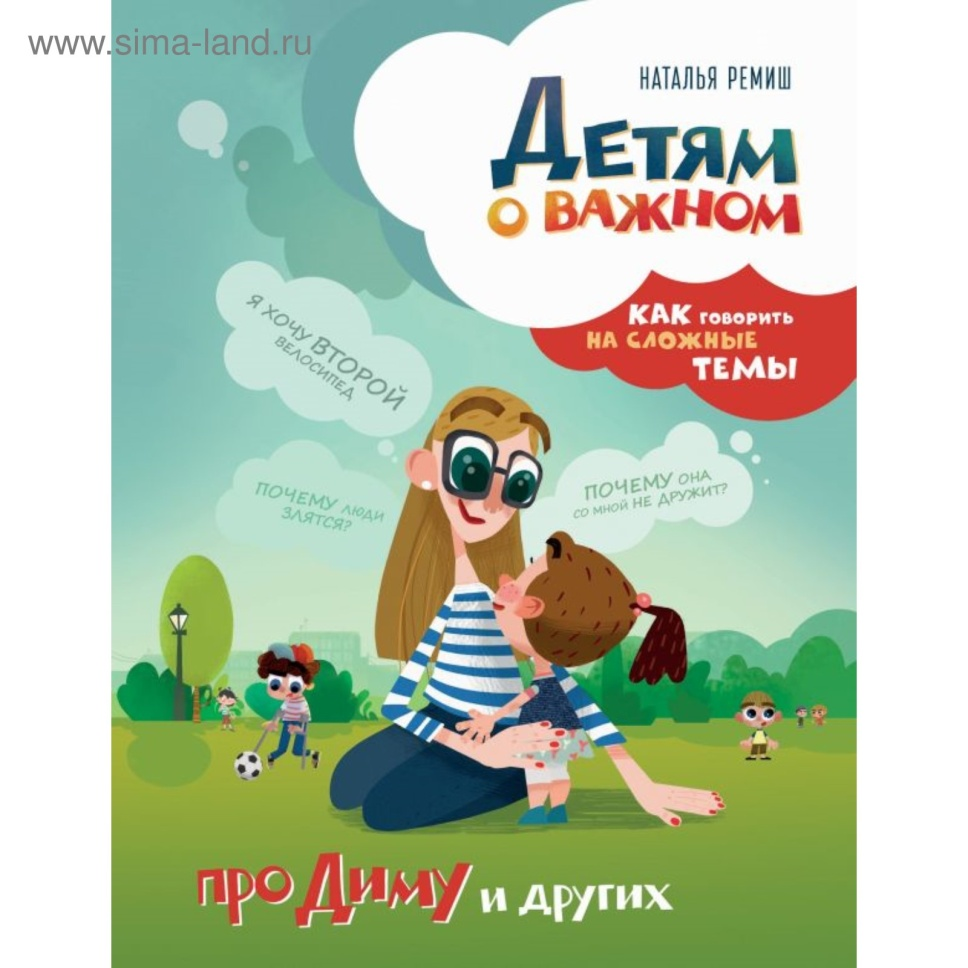 www.sima-land.ru
НАТАЛЬЯ РЕМИШ
ДЕТЯМ
О ВАЖНОМ
КАК ГОВОРИТЬ
НА СЛОЖНЫЕ
ТЕМЫ
Я ХОЧУ ВТОРОЙ
ВЕЛОСИПЕД
ПОЧЕМУ ЛЮДИ
ЗЛЯТСЯ?
ПОЧЕМУ ОНА
СО МНОЙ НЕ ДРУЖИТ?
ПРО ДИМУ И ДРУГИХ